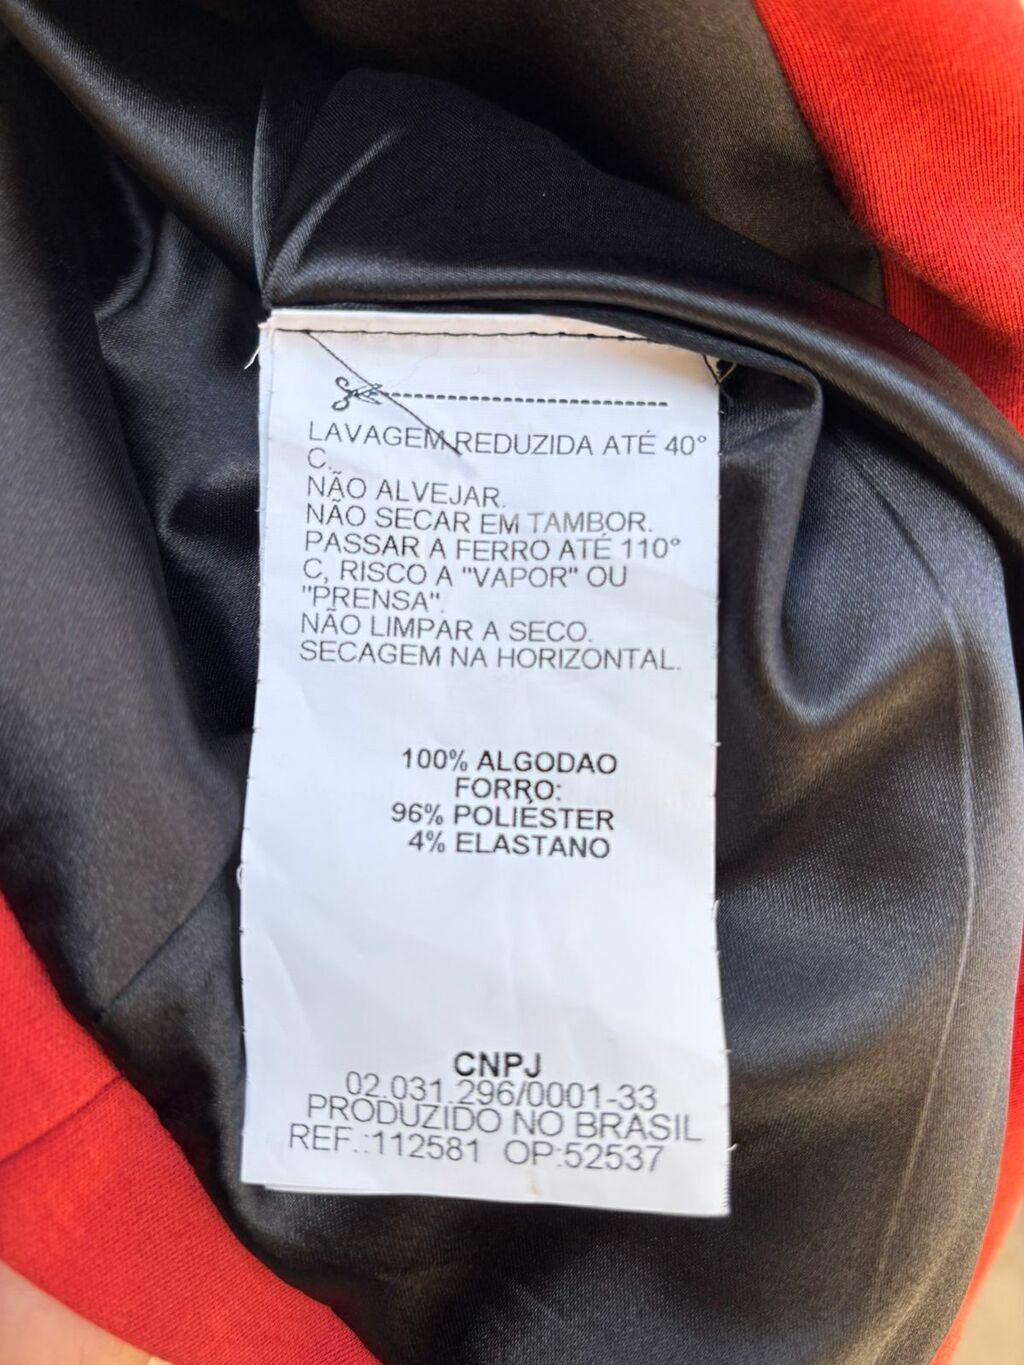 LAVAGEM REDUZIDA ATÉ 40°
C.
NÃO ALVEJAR.
NÃO SECAR EM TAMBOR.
PASSAR A FERRO ATÉ 110°
C, RISCO A "VAPOR" OU
"PRENSA".
NÃO LIMPAR A SECO.
SECAGEM NA HORIZONTAL.
100% ALGODAO
FORRO:
96% POLIÉSTER
4% ELASTANO
CNPJ
02.031.296/0001-33
PRODUZIDO NO BRASIL
REF.:112581 OP:52537